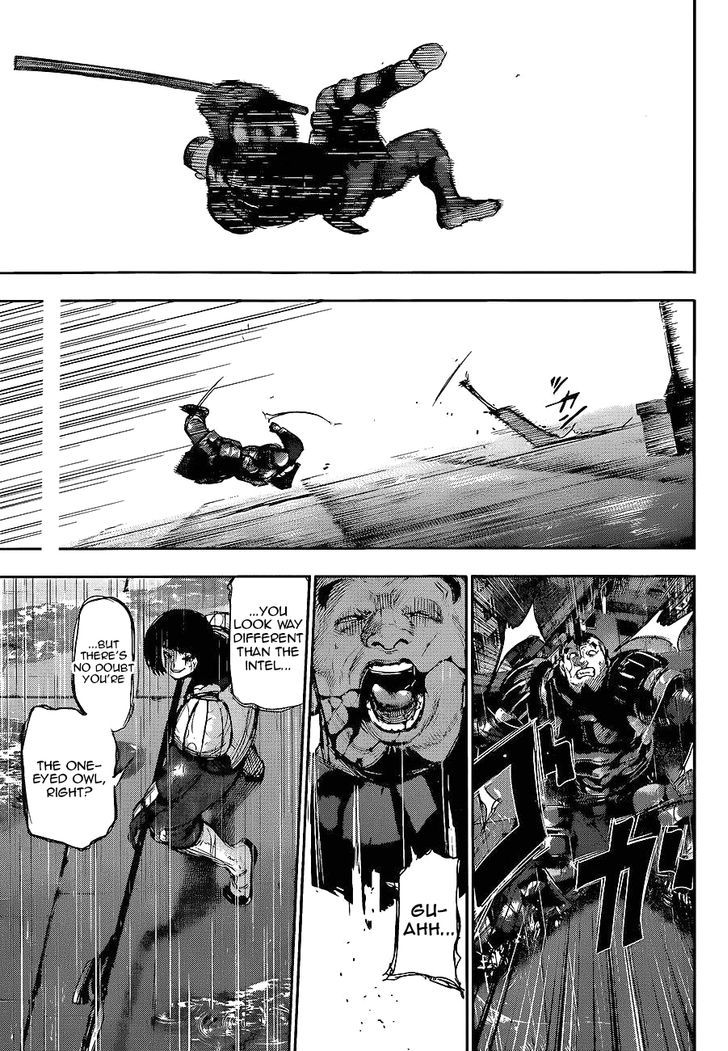 GU-
AHH...
...YOU
LOOK WAY
DIFFERENT
THAN THE
INTEL...
...BUT
THERE'S
NO DOUBT
YOU'RE
THE ONE-
EYED OWL,
RIGHT?